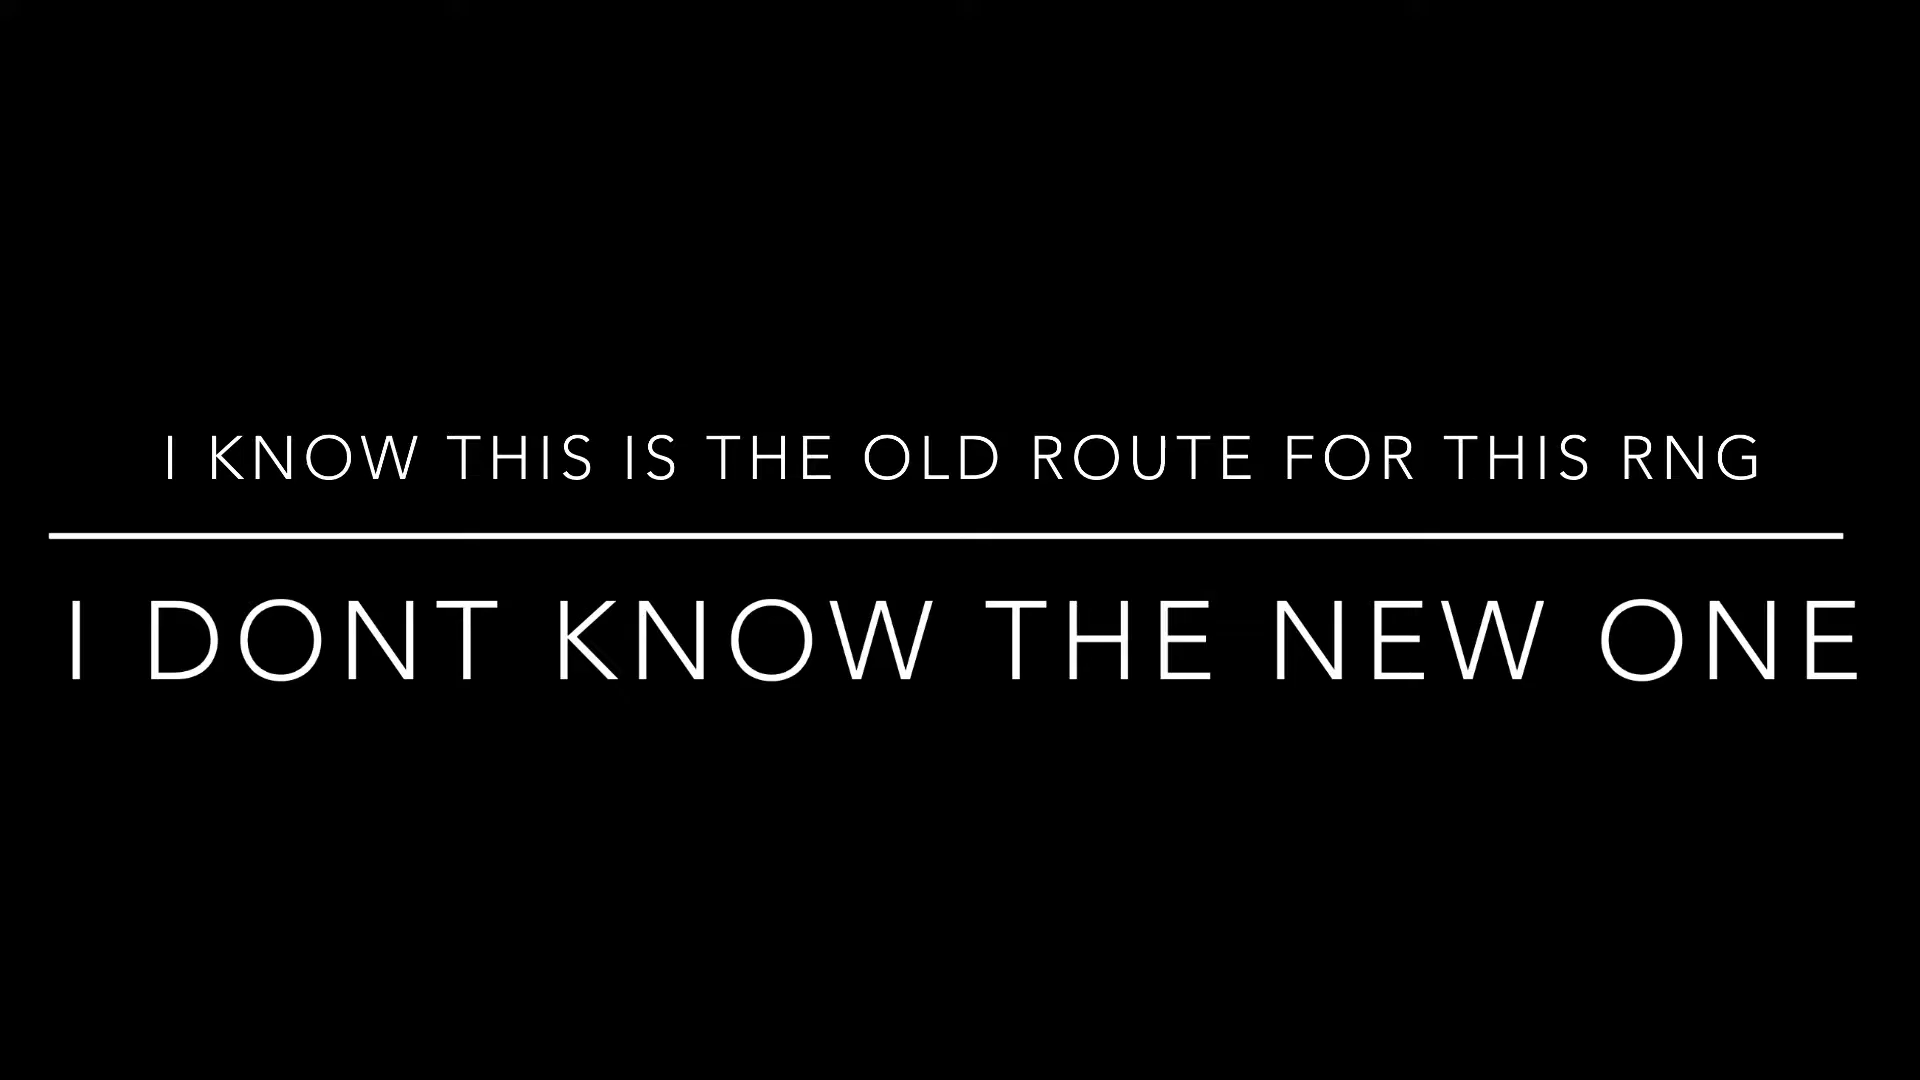 I KNOW THIS IS THE OLD ROUTE FOR THIS RNG
I DONT KNOW THE NEW ONE